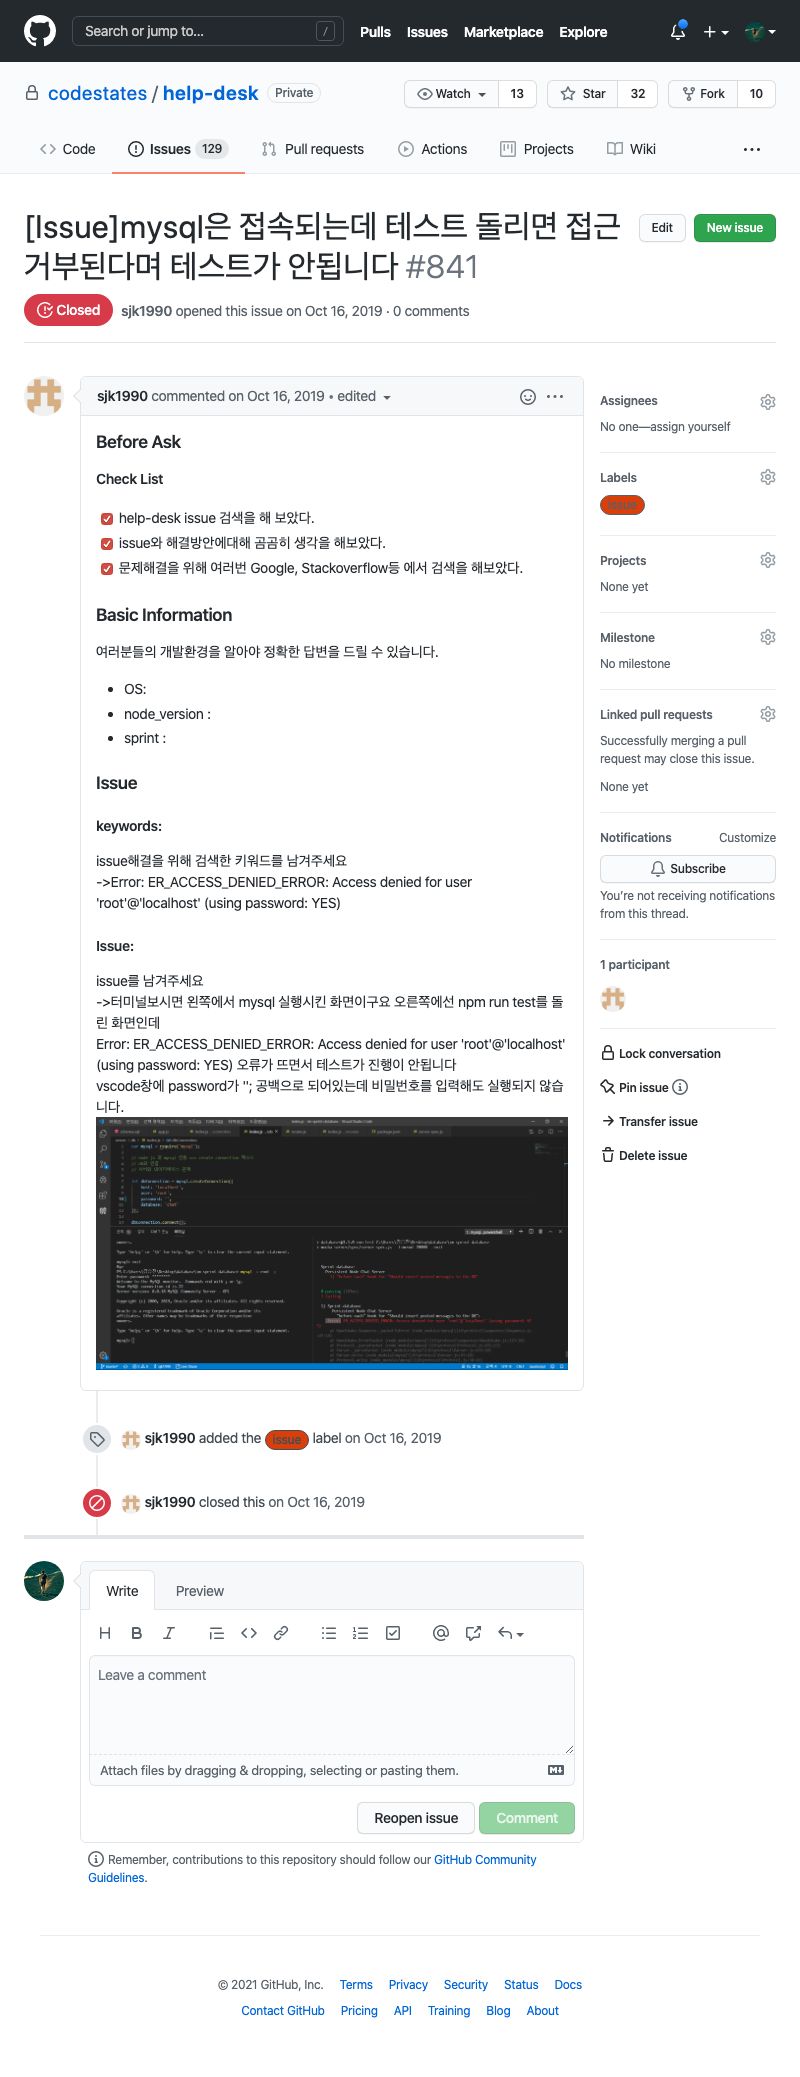 Search or jump to...
/
Pulls
Issues
Marketplace
Explore
codestates / help-desk
Private
Watch
13
Star
32
Fork
10
Code
Issues 129
Pull requests
Actions
Projects
Wiki
[Issue]mysql은 접속되는데 테스트 돌리면 접근
거부된다며 테스트가 안됩니다 #841
Edit
New issue
Closed
sjk1990 opened this issue on Oct 16, 2019 · 0 comments
sjk1990 commented on Oct 16, 2019 • edited
Before Ask
Check List
help-desk issue 검색을 해 보았다.
issue와 해결방안에대해 곰곰히 생각을 해보았다.
문제해결을 위해 여러번 Google, Stackoverflow등 에서 검색을 해보았다.
Basic Information
여러분들의 개발환경을 알아야 정확한 답변을 드릴 수 있습니다.
OS:
node_version :
sprint :
Issue
keywords:
issue해결을 위해 검색한 키워드를 남겨주세요
->Error: ER_ACCESS_DENIED_ERROR: Access denied for user
'root'@'localhost' (using password: YES)
Issue:
issue를 남겨주세요
->터미널보시면 왼쪽에서 mysql 실행시킨 화면이구요 오른쪽에선 npm run test를 돌
린 화면인데
Error: ER_ACCESS_DENIED_ERROR: Access denied for user 'root'@'localhost'
(using password: YES) 오류가 뜨면서 테스트가 진행이 안됩니다
vscode창에 password가 ''; 공백으로 되어있는데 비밀번호를 입력해도 실행되지 않습
니다.
sjk1990 added the issue label on Oct 16, 2019
sjk1990 closed this on Oct 16, 2019
Assignees
No one—assign yourself
Labels
issue
Projects
None yet
Milestone
No milestone
Linked pull requests
Successfully merging a pull
request may close this issue.
None yet
Notifications
Customize
Subscribe
You're not receiving notifications
from this thread.
1 participant
Lock conversation
Pin issue
Transfer issue
Delete issue
Write
Preview
Leave a comment
Attach files by dragging & dropping, selecting or pasting them.
Reopen issue
Comment
Remember, contributions to this repository should follow our GitHub Community
Guidelines.
© 2021 GitHub, Inc.
Terms
Privacy
Security
Status
Docs
Contact GitHub
Pricing
API
Training
Blog
About